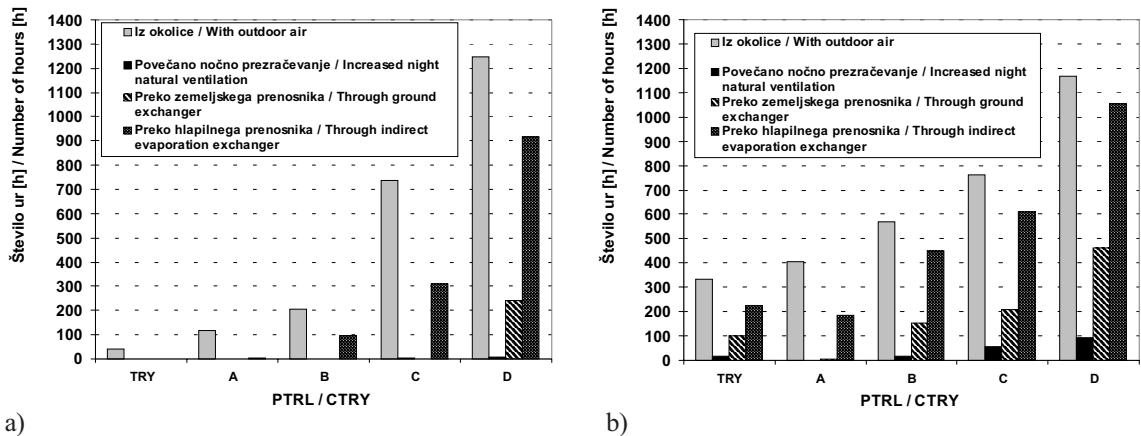 Število ur [h] / Number of hours [h]
1400
1300
1200
1100
1000
900
800
700
600
500
400
300
200
100
0
Iz okolice / With outdoor air
Povečano nočno prezračevanje / Increased night
natural ventilation
Preko zemeljskega prenosnika / Through ground
exchanger
Preko hlapilnega prenosnika / Through indirect
evaporation exchanger
TRY A B C D
PTRL / CTRY
a)
Število ur [h] / Number of hours [h]
1400
1300
1200
1100
1000
900
800
700
600
500
400
300
200
100
0
Iz okolice / With outdoor air
Povečano nočno prezračevanje / Increased night
natural ventilation
Preko zemeljskega prenosnika / Through ground
exchanger
Preko hlapilnega prenosnika / Through indirect
evaporation exchanger
TRY A B C D
PTRL / CTRY
b)